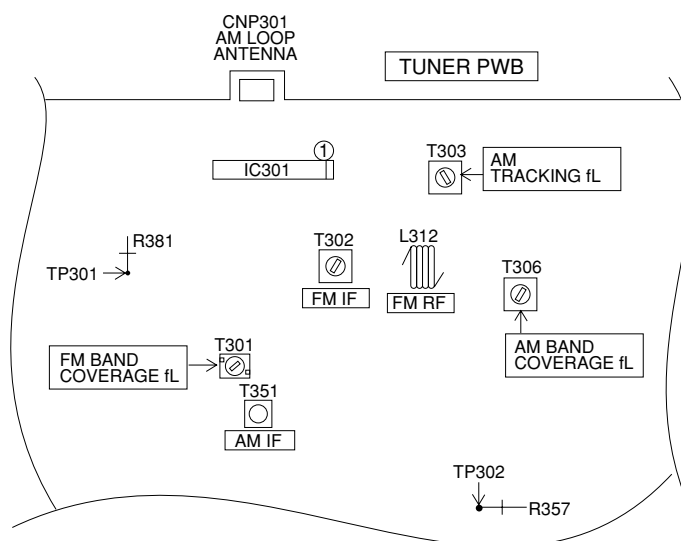 CNP301
AM LOOP
ANTENNA
TUNER PWB
1
IC301
T303
AM
TRACKING fL
R381
TP301
T302
FM IF
L312
FM RF
T306
AM BAND
COVERAGE fL
FM BAND
COVERAGE fL
T301
T351
AM IF
TP302
R357